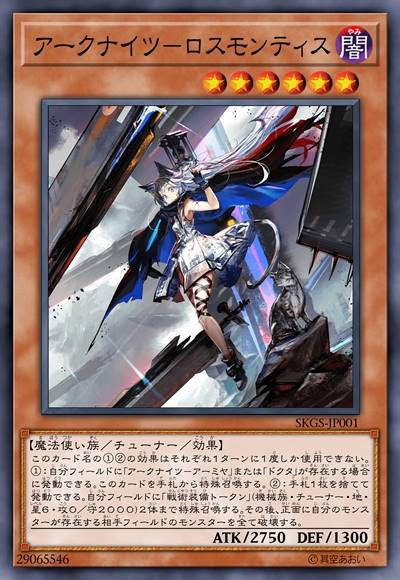 アークナイツーロスモンティス
やみ
闇
SKGS-JP001
【魔法使い族／チューナー／効果】
このカード名の①②の効果はそれぞれ１ターンに１度しか使用できない。
①：自分フィールドに「アークナイツーアーミヤ」または「ドクタ」が存在する場合
に発動できる。このカードを手札から特殊召喚する。②：手札１枚を捨てて
発動できる。自分フィールドに「戦術装備トークン」(機械族・チューナー・地・
星６・攻０／守２０００)２体まで特殊召喚する。その後、正面に自分のモンス
ターが存在する相手フィールドのモンスターを全て破壊する。
ATK/2750 DEF/1300
29065546
©其空あおい